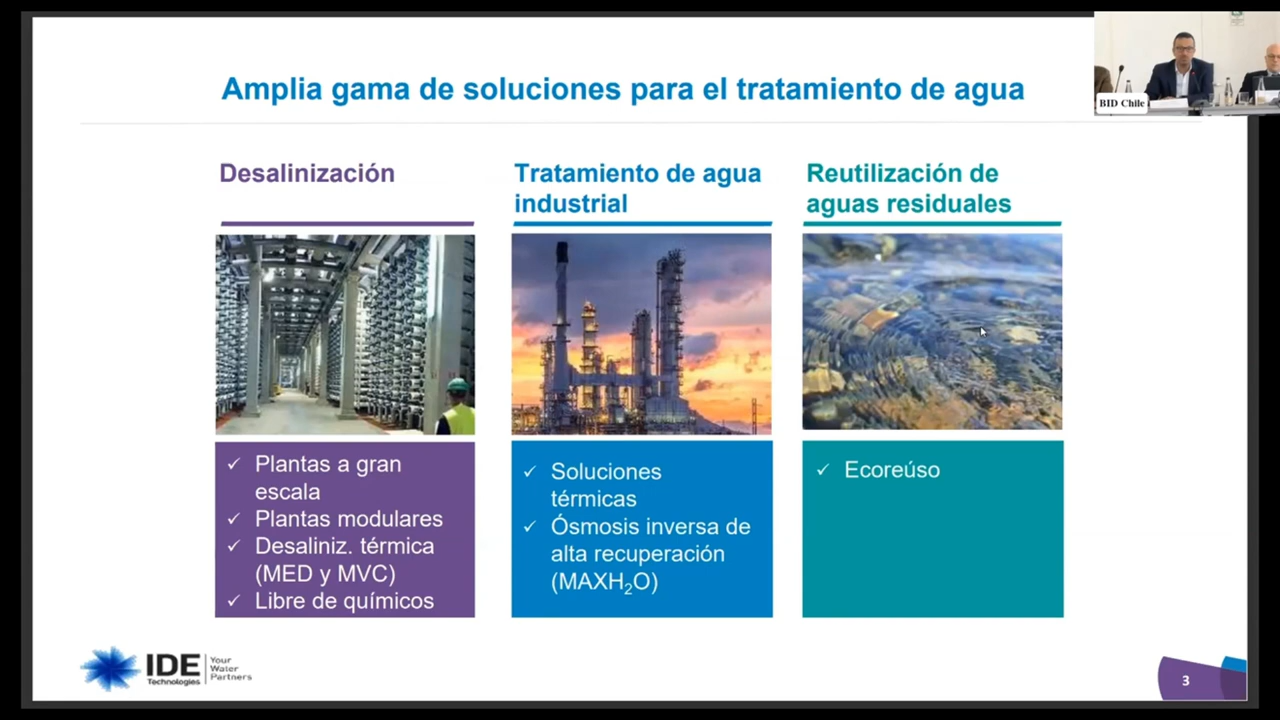 Amplia gama de soluciones para el tratamiento de agua
BID Chile
Desalinización
Tratamiento de agua
industrial
Reutilización de
aguas residuales
✓ Plantas a gran
escala
✓ Plantas modulares
✓ Desaliniz. térmica
(MED y MVC)
✓ Libre de químicos
✓ Soluciones
térmicas
✓ Ósmosis inversa de
alta recuperación
(MAXH₂O)
✓ Ecoreúso
IDE
Technologies
Your
Water
Partners
3